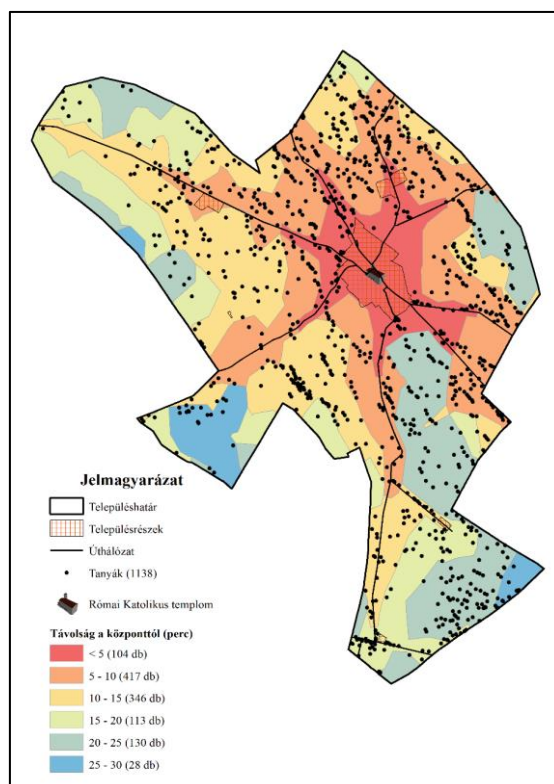 Jelmagyarázat
Településhatár
Településrészek
Úthálózat
Tanyák (1138)
Római Katolikus templom
Távolság a központtól (perc)
< 5 (104 db)
5 - 10 (417 db)
10 - 15 (346 db)
15 - 20 (113 db)
20 - 25 (130 db)
25 - 30 (28 db)